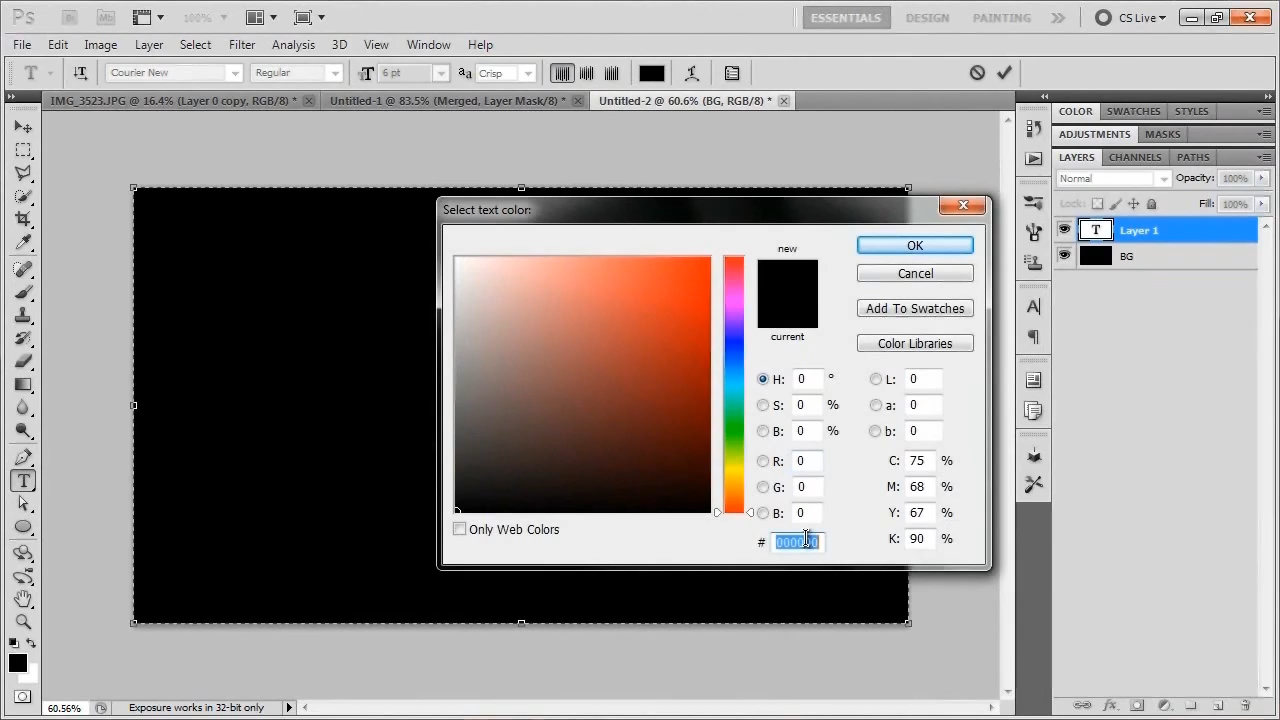 Ps Br Mb 100% ESSENTIALS DESIGN PAINTING CS Live
File Edit Image Layer Select Filter Analysis 3D View Window Help
T Courier New Regular 6 pt aa Crisp
IMG_3523.JPG @ 16.4% (Layer 0 copy, RGB/8) * Untitled-1 @ 83.5% (Merged, Layer Mask/8) * Untitled-2 @ 60.6% (BG, RGB/8) *
COLOR SWATCHES STYLES
ADJUSTMENTS MASKS
LAYERS CHANNELS PATHS
Normal Opacity: 100%
Lock: Fill: 100%
T Layer 1
BG
Select text color:
new
current
OK
Cancel
Add To Swatches
Color Libraries
H: 0 ° L: 0
S: 0 % a: 0
B: 0 % b: 0
R: 0 C: 75 %
G: 0 M: 68 %
B: 0 Y: 67 %
# 000000 K: 90 %
Only Web Colors
60.56% Exposure works in 32-bit only